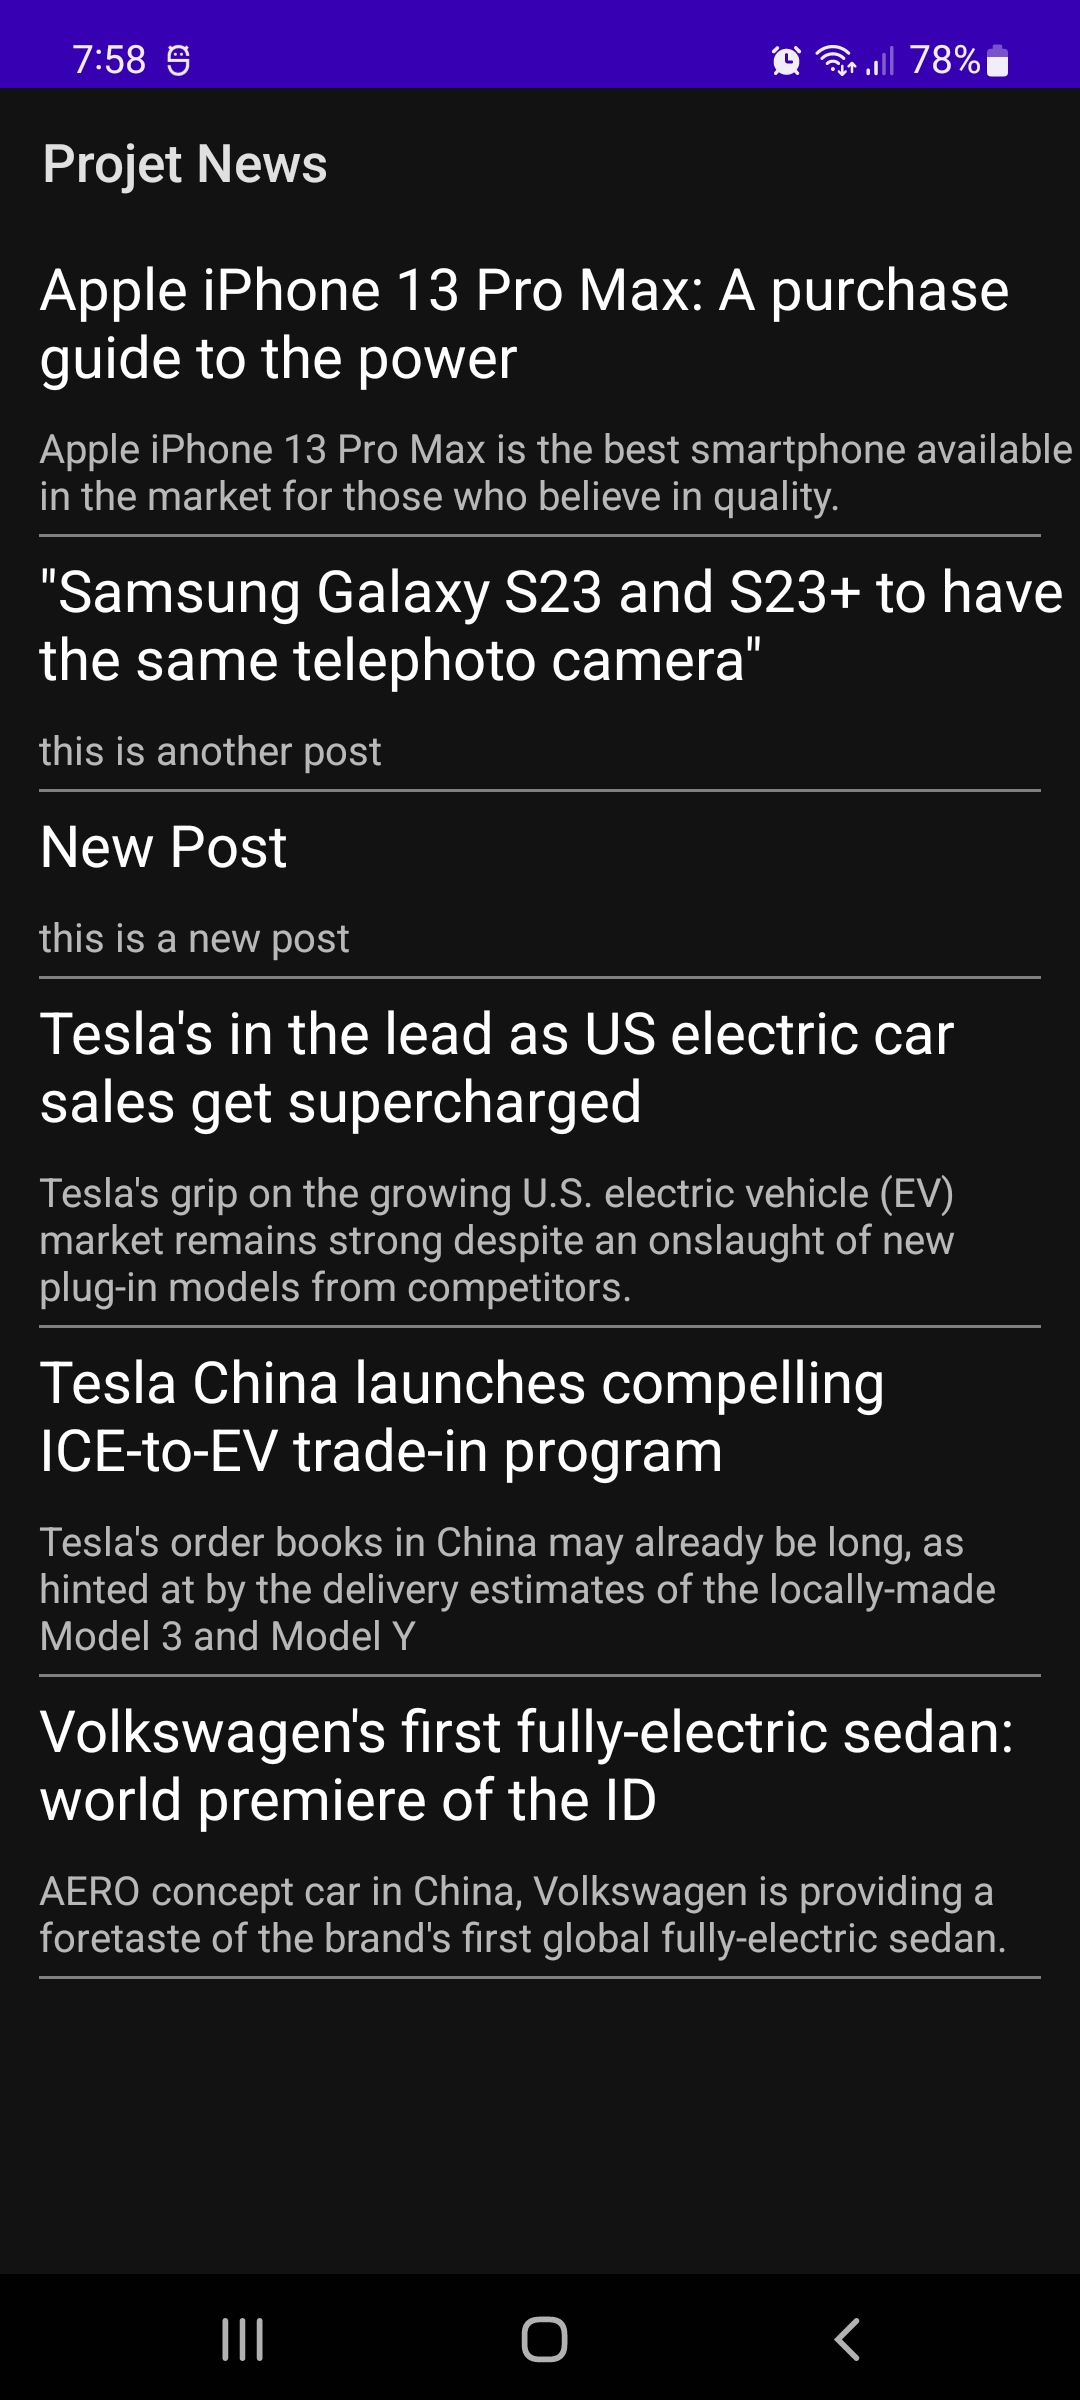 7:58
78%
Projet News
Apple iPhone 13 Pro Max: A purchase
guide to the power
Apple iPhone 13 Pro Max is the best smartphone available
in the market for those who believe in quality.
"Samsung Galaxy S23 and S23+ to have
the same telephoto camera"
this is another post
New Post
this is a new post
Tesla's in the lead as US electric car
sales get supercharged
Tesla's grip on the growing U.S. electric vehicle (EV)
market remains strong despite an onslaught of new
plug-in models from competitors.
Tesla China launches compelling
ICE-to-EV trade-in program
Tesla's order books in China may already be long, as
hinted at by the delivery estimates of the locally-made
Model 3 and Model Y
Volkswagen's first fully-electric sedan:
world premiere of the ID
AERO concept car in China, Volkswagen is providing a
foretaste of the brand's first global fully-electric sedan.